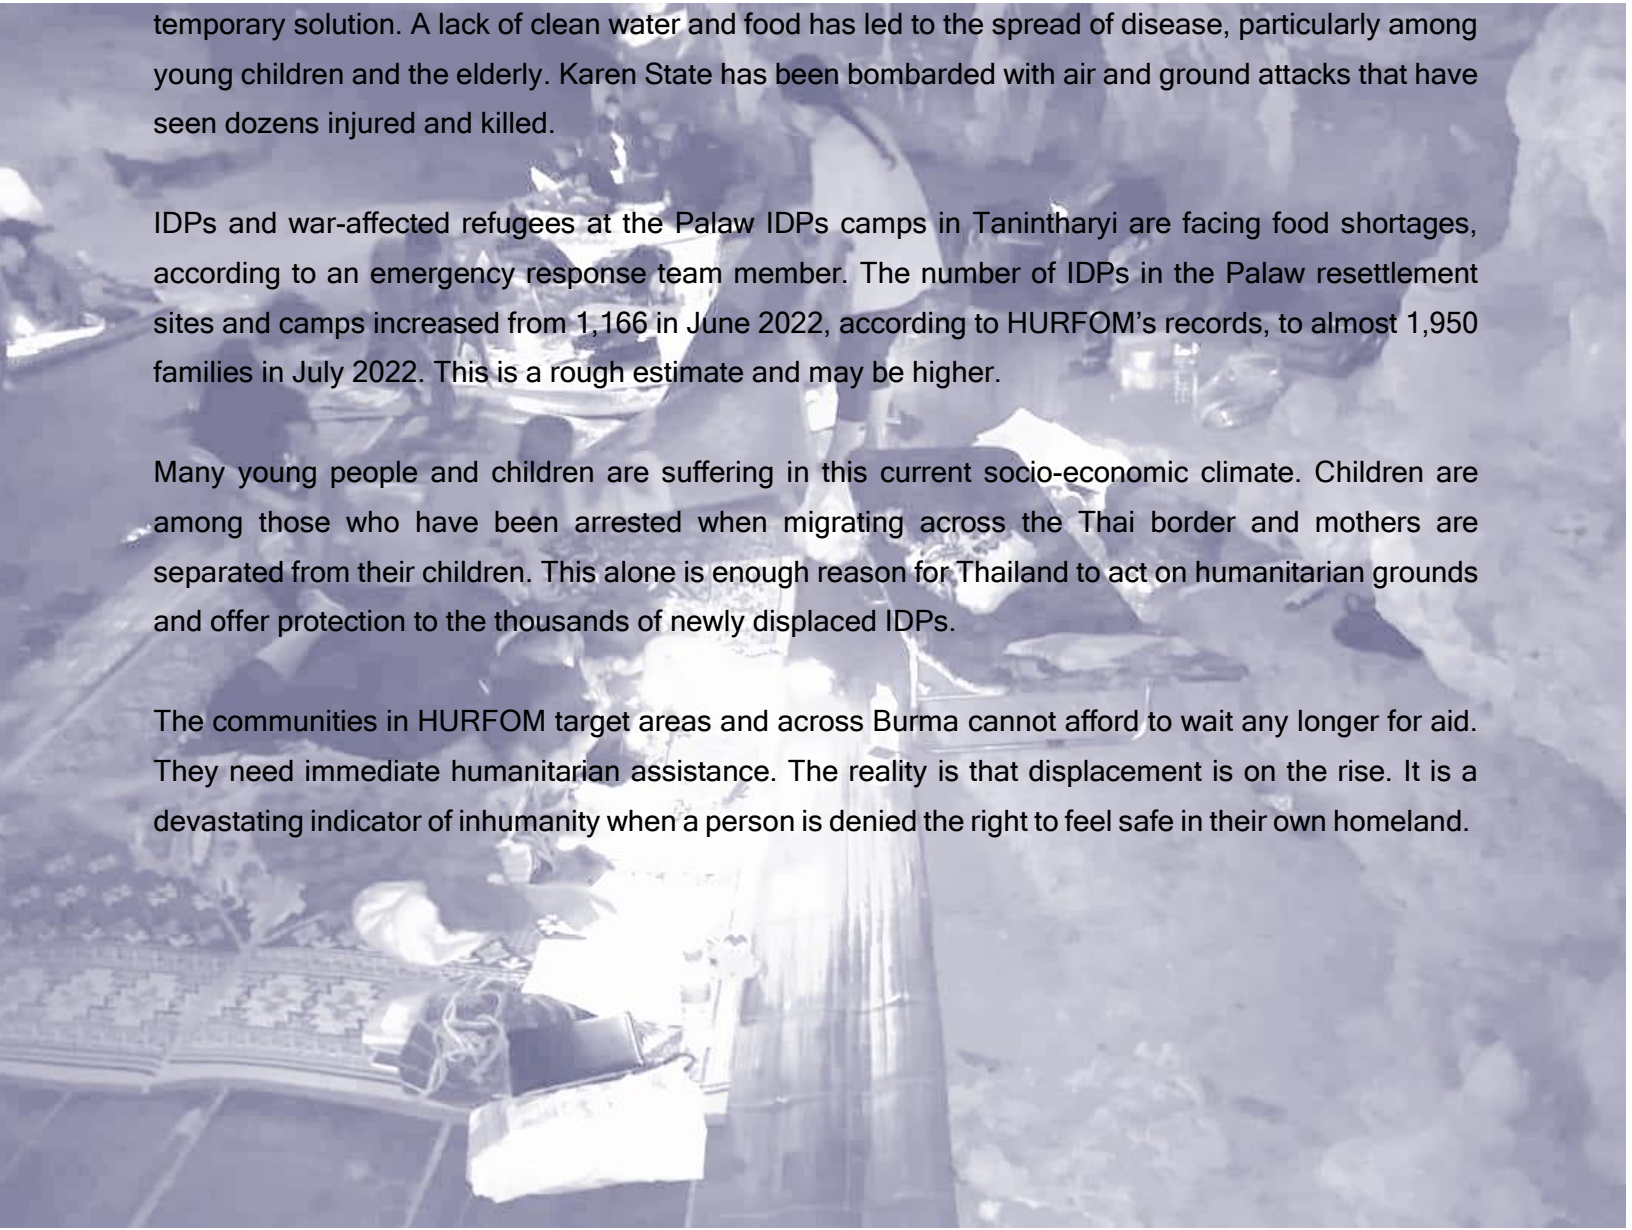 temporary solution. A lack of clean water and food has led to the spread of disease, particularly among
young children and the elderly. Karen State has been bombarded with air and ground attacks that have
seen dozens injured and killed.
IDPs and war-affected refugees at the Palaw IDPs camps in Tanintharyi are facing food shortages,
according to an emergency response team member. The number of IDPs in the Palaw resettlement
sites and camps increased from 1,166 in June 2022, according to HURFOM’s records, to almost 1,950
families in July 2022. This is a rough estimate and may be higher.
Many young people and children are suffering in this current socio-economic climate. Children are
among those who have been arrested when migrating across the Thai border and mothers are
separated from their children. This alone is enough reason for Thailand to act on humanitarian grounds
and offer protection to the thousands of newly displaced IDPs.
The communities in HURFOM target areas and across Burma cannot afford to wait any longer for aid.
They need immediate humanitarian assistance. The reality is that displacement is on the rise. It is a
devastating indicator of inhumanity when a person is denied the right to feel safe in their own homeland.